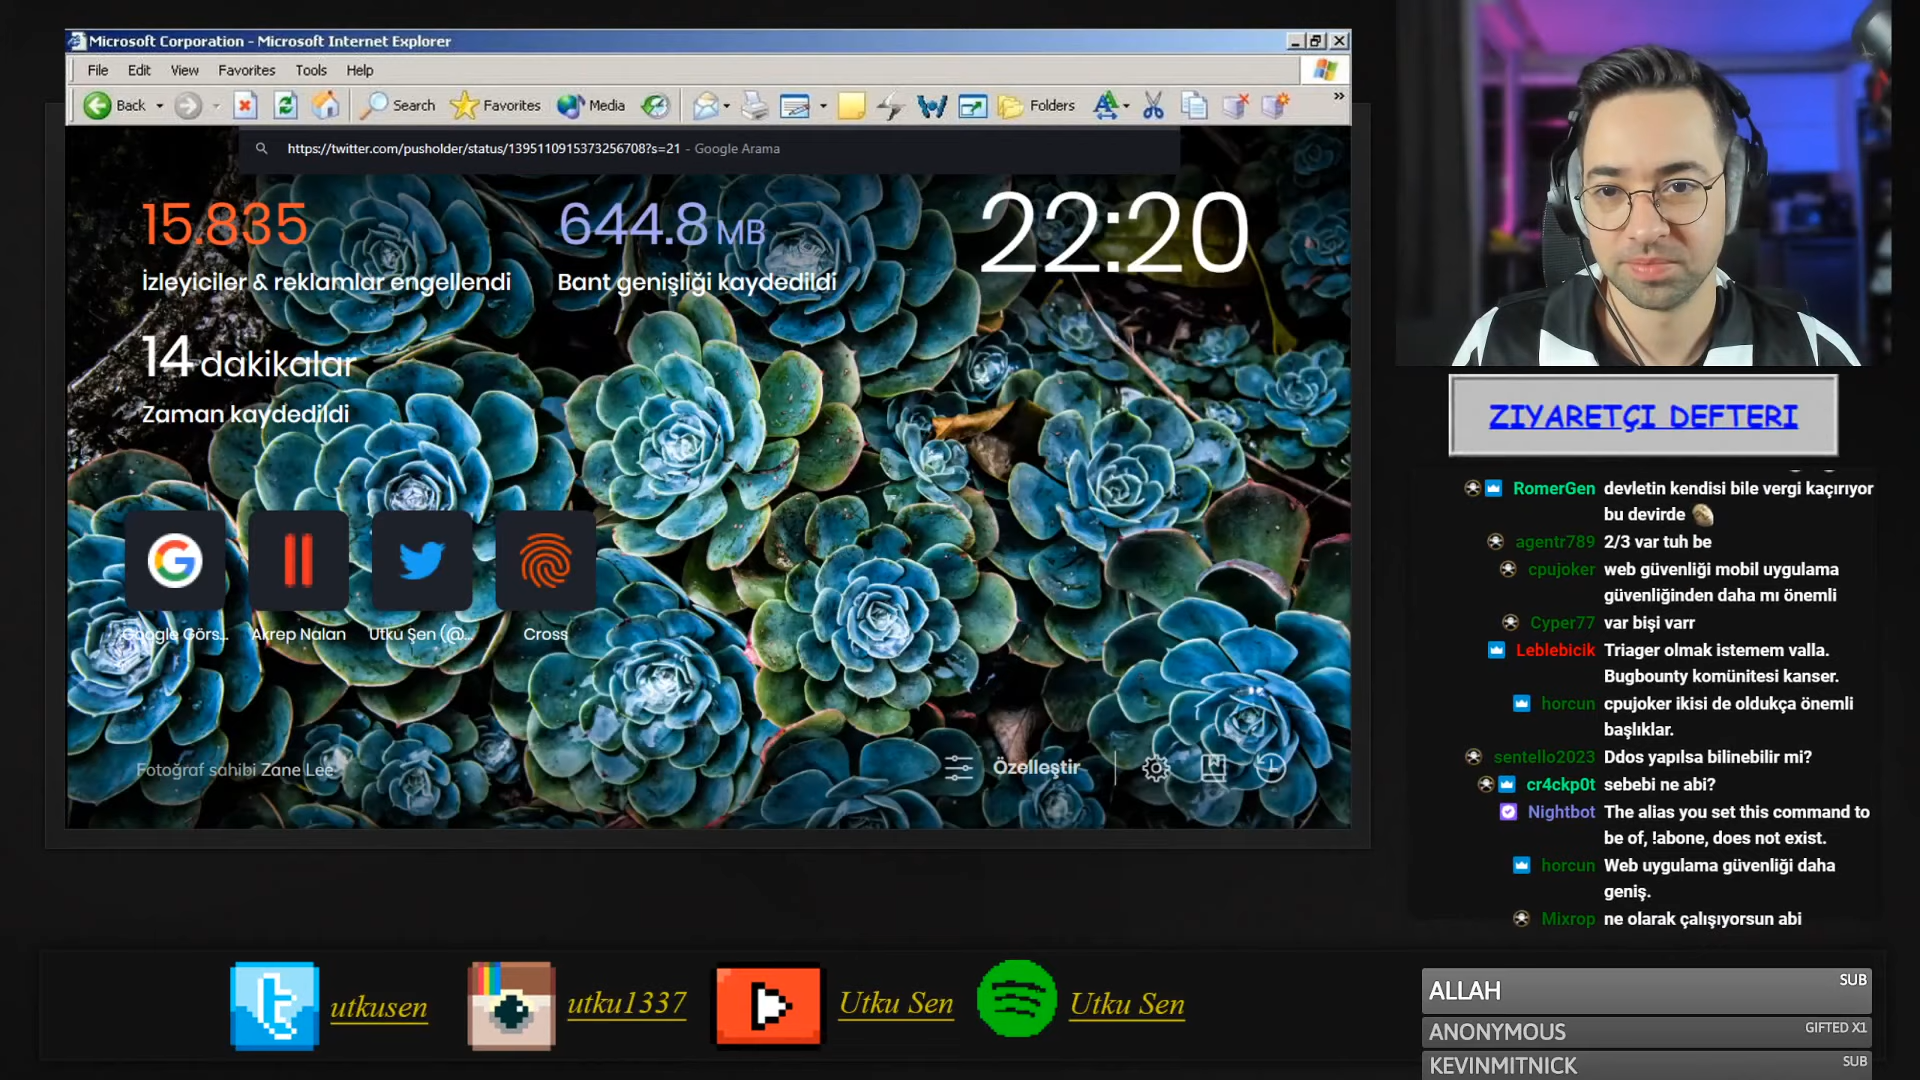 Microsoft Corporation - Microsoft Internet Explorer
File Edit View Favorites Tools Help
Back Search Favorites Media Folders
https://twitter.com/pusholder/status/1395110915373256708?s=21 - Google Arama
15.835
İzleyiciler & reklamlar engellendi
644.8 MB
Bant genişliği kaydedildi
22:20
14 dakikalar
Zaman kaydedildi
Google Görs...
Akrep Nalan
Utku Şen (@...
Cross
Fotoğraf sahibi Zane Lee
Özelleştir
ZIYARETÇI DEFTERI
RomerGen devletin kendisi bile vergi kaçırıyor
bu devirde
agentr789 2/3 var tuh be
cpujoker web güvenliği mobil uygulama
güvenliğinden daha mı önemli
Cyper77 var bişi varr
Leblebicik Triager olmak istemem valla.
Bugbounty komünitesi kanser.
horcun cpujoker ikisi de oldukça önemli
başlıklar.
sentello2023 Ddos yapılsa bilinebilir mi?
cr4ckp0t sebebi ne abi?
Nightbot The alias you set this command to
be of, !abone, does not exist.
horcun Web uygulama güvenliği daha
geniş.
Mixrop ne olarak çalışıyorsun abi
utkusen
utku1337
Utku Sen
Utku Sen
ALLAH SUB
ANONYMOUS GIFTED X1
KEVINMITNICK SUB